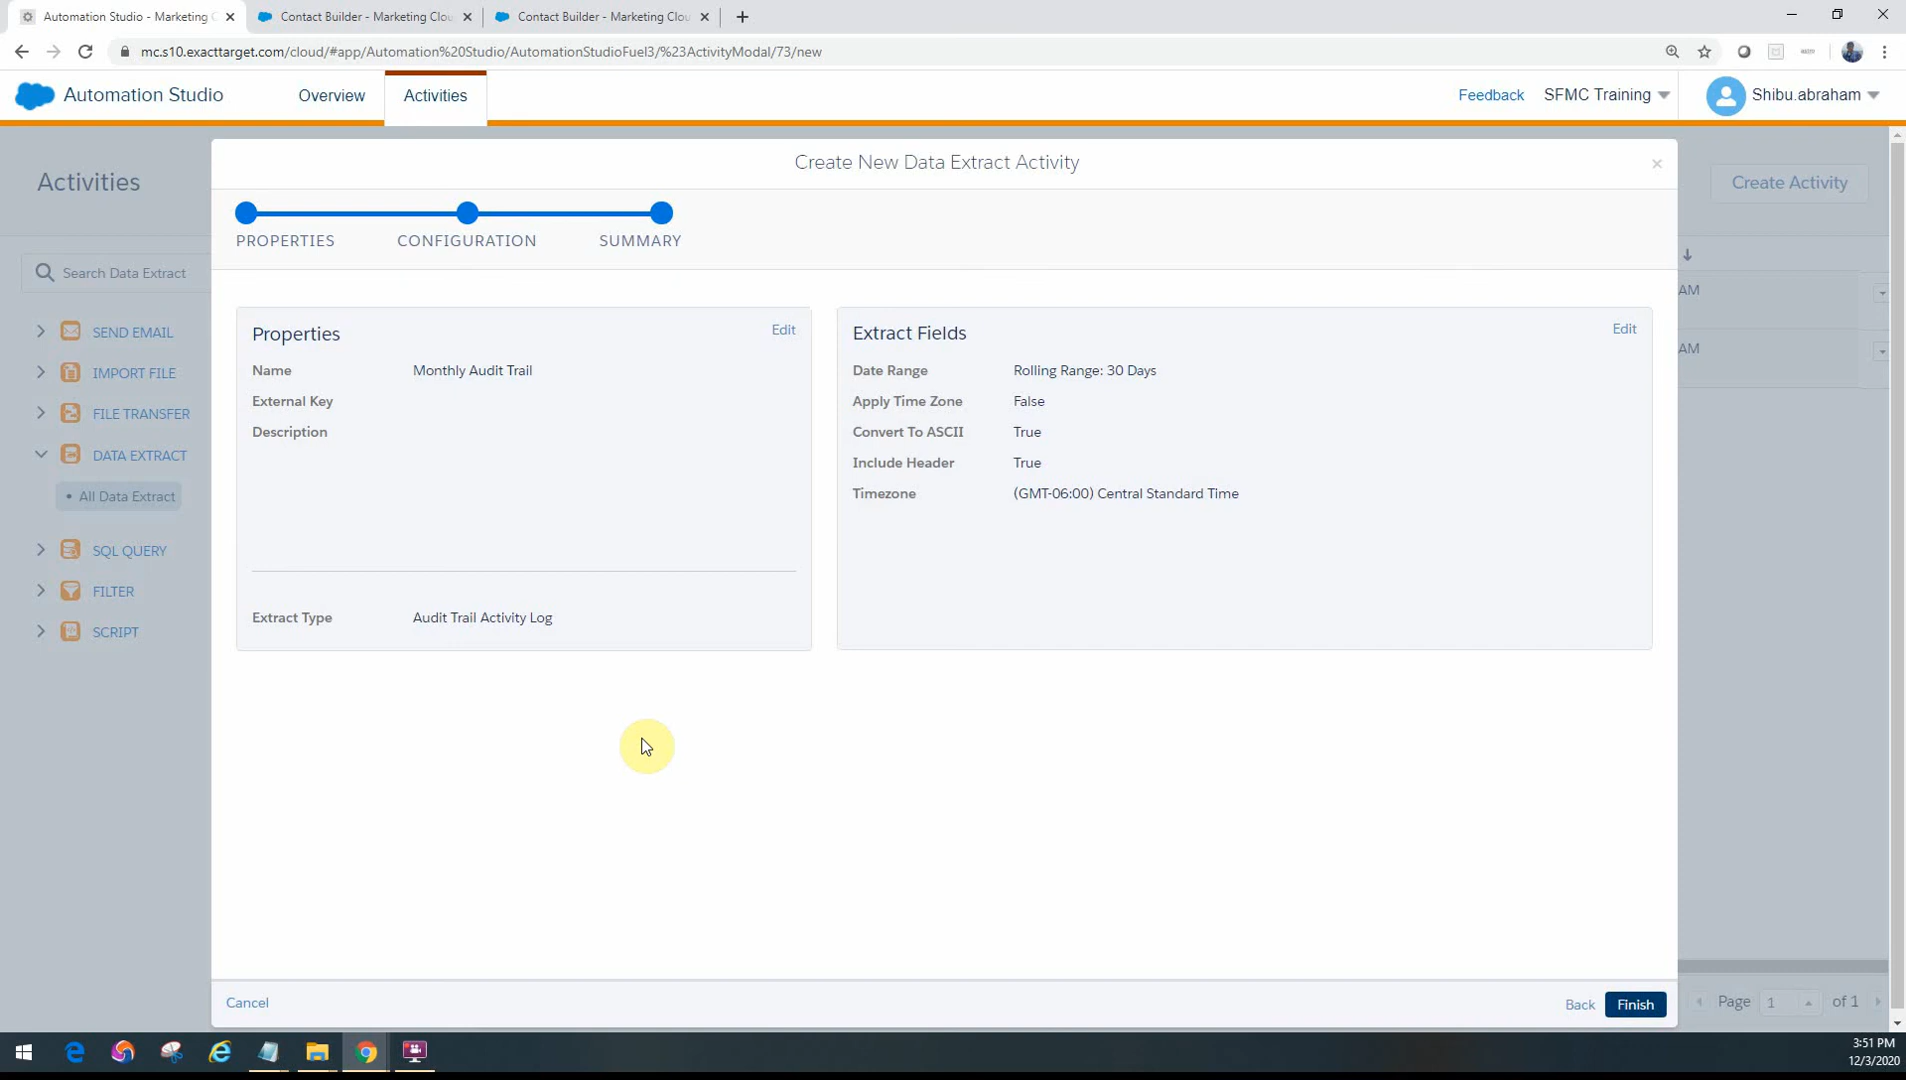 Automation Studio - Marketing C
Contact Builder - Marketing Clou
Contact Builder - Marketing Clou
mc.s10.exacttarget.com/cloud/#app/Automation%20Studio/AutomationStudioFuel3/%23ActivityModal/73/new
Automation Studio
Overview
Activities
Feedback
SFMC Training
Shibu.abraham
Activities
Create New Data Extract Activity
Create Activity
PROPERTIES
CONFIGURATION
SUMMARY
Search Data Extract
SEND EMAIL
IMPORT FILE
FILE TRANSFER
DATA EXTRACT
• All Data Extract
SQL QUERY
FILTER
SCRIPT
Properties
Edit
Name Monthly Audit Trail
External Key
Description
Extract Type Audit Trail Activity Log
Extract Fields
Edit
Date Range Rolling Range: 30 Days
Apply Time Zone False
Convert To ASCII True
Include Header True
Timezone (GMT-06:00) Central Standard Time
AM
AM
Cancel
Back
Finish
Page 1 of 1
3:51 PM
12/3/2020